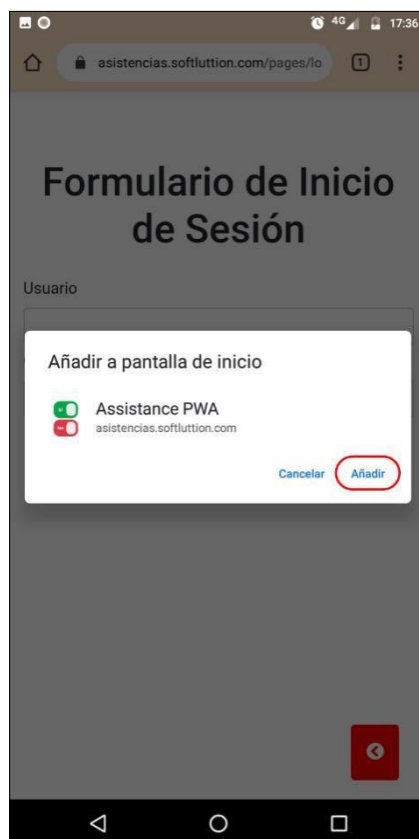 4G 17:36
asistencias.softluttion.com/pages/lo 1
Formulario de Inicio
de Sesión
Usuario
Añadir a pantalla de inicio
Assistance PWA
asistencias.softluttion.com
Cancelar Añadir